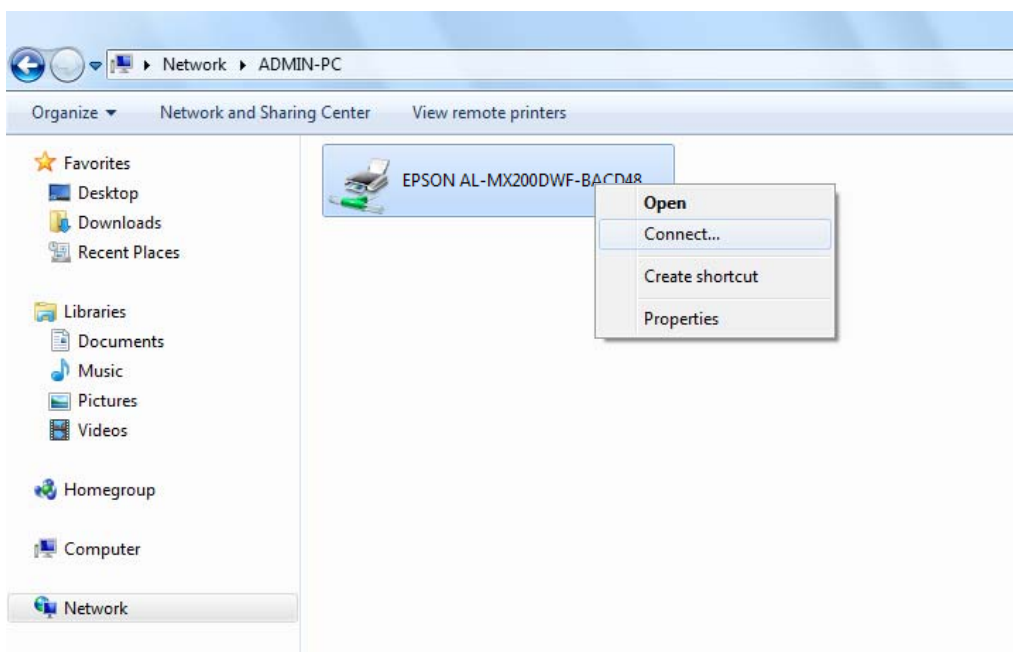 Network ADMIN-PC
Organize Network and Sharing Center View remote printers
Favorites
Desktop
Downloads
Recent Places
Libraries
Documents
Music
Pictures
Videos
Homegroup
Computer
Network
EPSON AL-MX200DWF-BACD48
Open
Connect...
Create shortcut
Properties